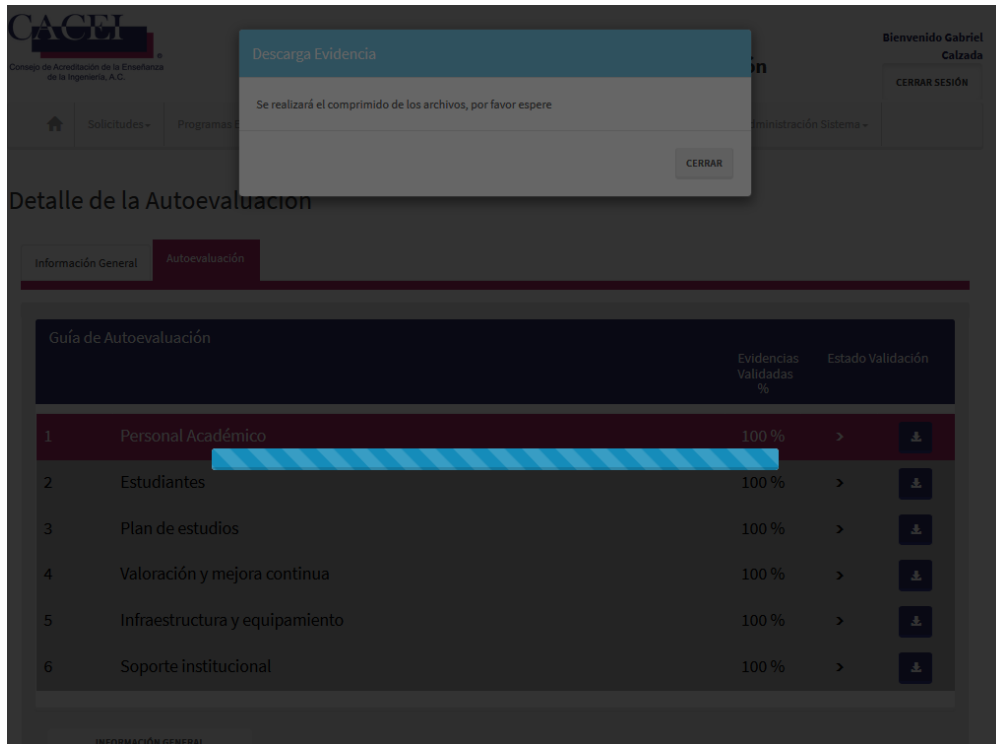 CACEI
Consejo de Acreditación de la Enseñanza
de la Ingeniería, A.C.
Descarga Evidencia
Se realizará el comprimido de los archivos, por favor espere
CERRAR
ón
Bienvenido Gabriel
Calzada
CERRAR SESIÓN
Solicitudes
Programas E
dministración Sistema
Detalle de la Autoevaluación
Información General
Autoevaluación
Guía de Autoevaluación
Evidencias
Validadas
%
Estado Validación
1 Personal Académico 100 % >
2 Estudiantes 100 % >
3 Plan de estudios 100 % >
4 Valoración y mejora continua 100 % >
5 Infraestructura y equipamiento 100 % >
6 Soporte institucional 100 % >
INFORMACIÓN GENERAL